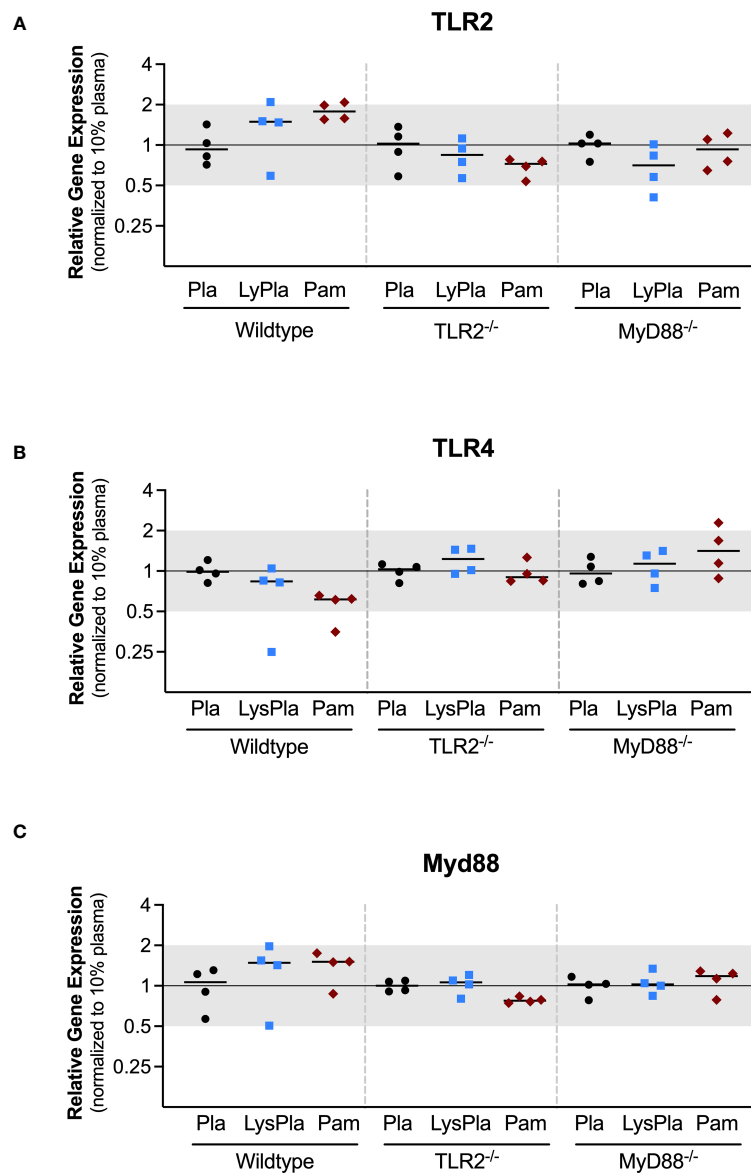 A
TLR2
Relative Gene Expression
(normalized to 10% plasma)
4
2
1
0.5
0.25
Pla LyPla Pam Pla LyPla Pam Pla LyPla Pam
Wildtype TLR2-/- MyD88-/-
B
TLR4
Relative Gene Expression
(normalized to 10% plasma)
4
2
1
0.5
0.25
Pla LysPla Pam Pla LysPla Pam Pla LysPla Pam
Wildtype TLR2-/- MyD88-/-
C
Myd88
Relative Gene Expression
(normalized to 10% plasma)
4
2
1
0.5
0.25
Pla LysPla Pam Pla LysPla Pam Pla LysPla Pam
Wildtype TLR2-/- MyD88-/-